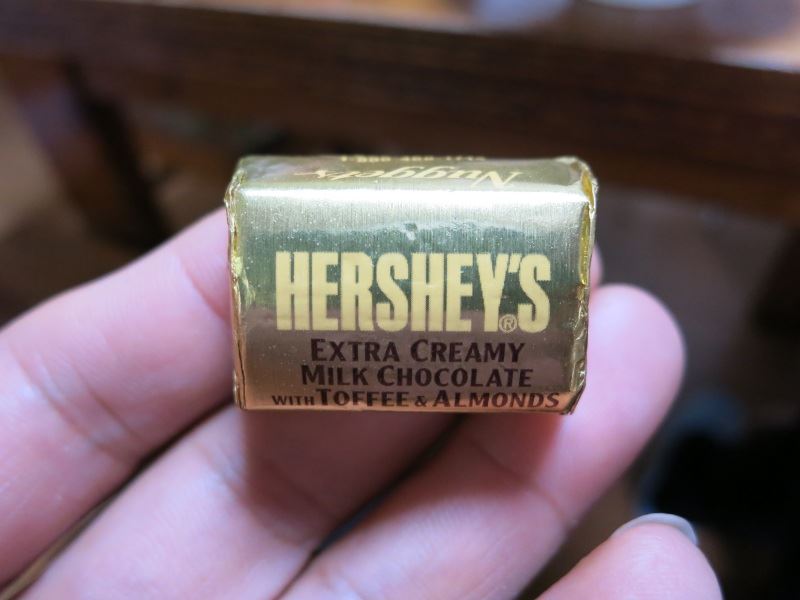 Nuggets
HERSHEY'S®
EXTRA CREAMY
MILK CHOCOLATE
WITH TOFFEE & ALMONDS